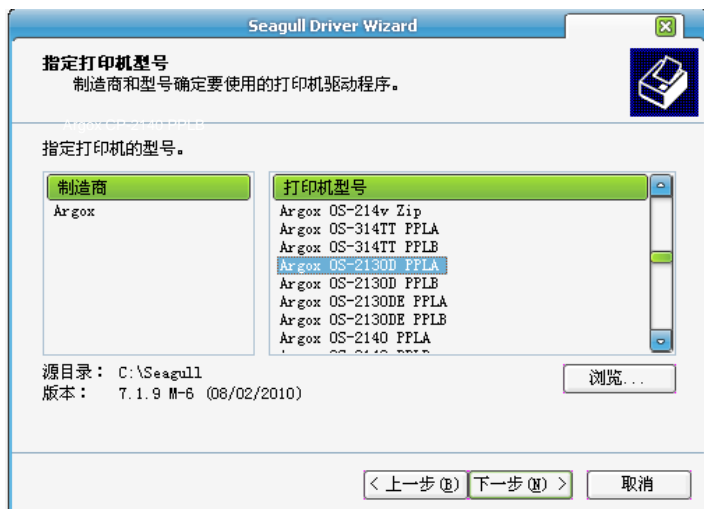 Seagull Driver Wizard
指定打印机型号
制造商和型号确定要使用的打印机驱动程序。
Argox CP-2140 PPLB
指定打印机的型号。
制造商
Argox
打印机型号
Argox OS-214v Zip
Argox OS-314TT PPLA
Argox OS-314TT PPLB
Argox OS-2130D PPLA
Argox OS-2130D PPLB
Argox OS-2130DE PPLA
Argox OS-2130DE PPLB
Argox OS-2140 PPLA
源目录： C:\Seagull
版本： 7.1.9 M-6 (08/02/2010)
浏览...
< 上一步(B)
下一步(N) >
取消